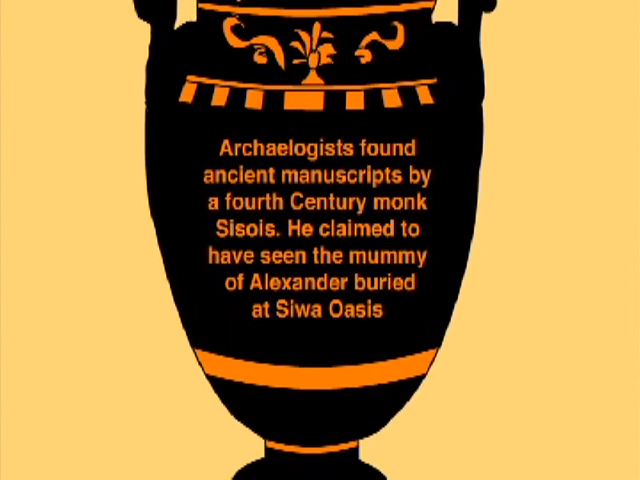 Archaelogists found
ancient manuscripts by
a fourth Century monk
Sisois. He claimed to
have seen the mummy
of Alexander buried
at Siwa Oasis